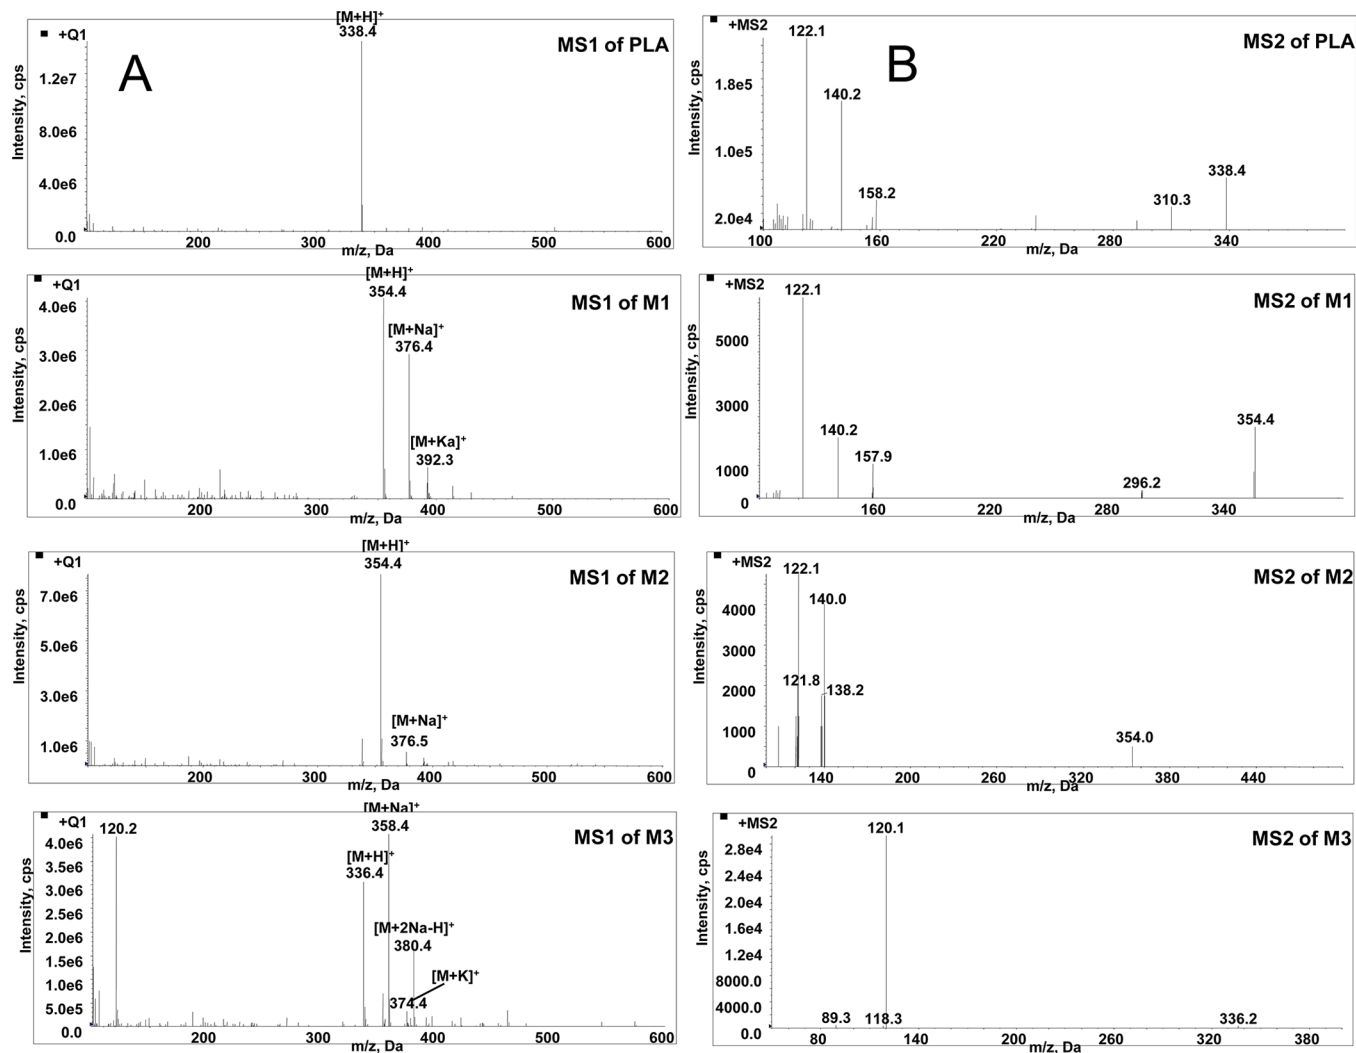 [M+H]+
338.4
+Q1
MS1 of PLA
A
Intensity, cps
1.2e7
8.0e6
4.0e6
0.0
200
300
400
500
600
m/z, Da
+MS2
122.1
MS2 of PLA
B
Intensity, cps
1.8e5
140.2
1.0e5
158.2
310.3
338.4
2.0e4
100
160
220
280
340
m/z, Da
+Q1
[M+H]+
354.4
MS1 of M1
Intensity, cps
4.0e6
[M+Na]+
376.4
3.0e6
2.0e6
[M+Ka]+
392.3
1.0e6
0.0
200
300
400
500
600
m/z, Da
+MS2
122.1
MS2 of M1
Intensity, cps
5000
3000
140.2
354.4
157.9
1000
296.2
0
160
220
280
340
m/z, Da
+Q1
[M+H]+
354.4
MS1 of M2
Intensity, cps
7.0e6
5.0e6
3.0e6
[M+Na]+
376.5
1.0e6
200
300
400
500
600
m/z, Da
+MS2
122.1
MS2 of M2
Intensity, cps
140.0
4000
3000
121.8
138.2
2000
1000
354.0
0
140
200
260
320
380
440
m/z, Da
+Q1
[M+Na]+
358.4
120.2
MS1 of M3
Intensity, cps
4.0e6
3.5e6
[M+H]+
336.4
3.0e6
2.5e6
[M+2Na-H]+
380.4
2.0e6
1.5e6
[M+K]+
374.4
1.0e6
5.0e5
0.0
200
300
400
500
600
m/z, Da
+MS2
120.1
MS2 of M3
Intensity, cps
2.8e4
2.4e4
2.0e4
1.6e4
1.2e4
8000.0
4000.0
0.0
89.3
118.3
336.2
80
140
200
260
320
380
m/z, Da